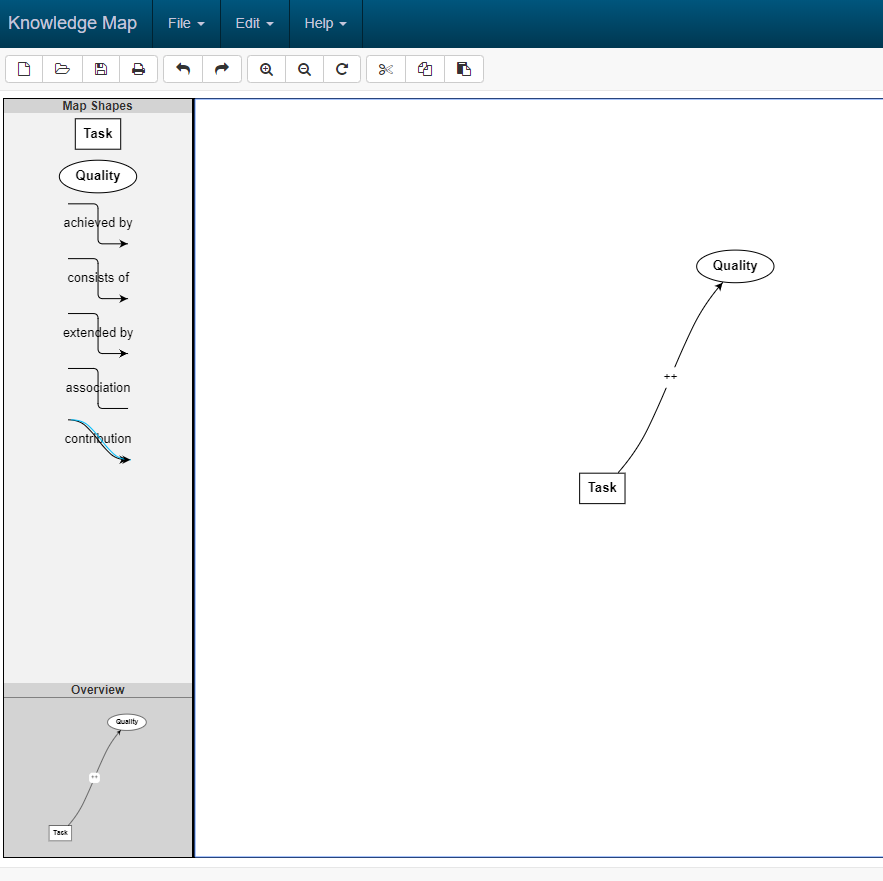 Knowledge Map File Edit Help
Map Shapes
Task
Quality
achieved by
consists of
extended by
association
contribution
Quality
++
Task
Overview
Quality
++
Task